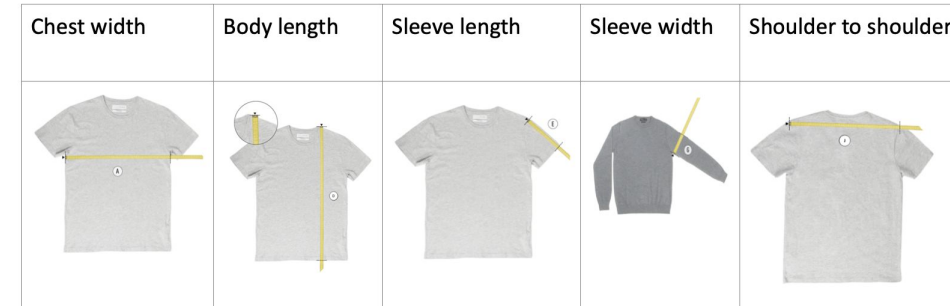 Chest width
Body length
Sleeve length
Sleeve width
Shoulder to shoulder
A
E
G